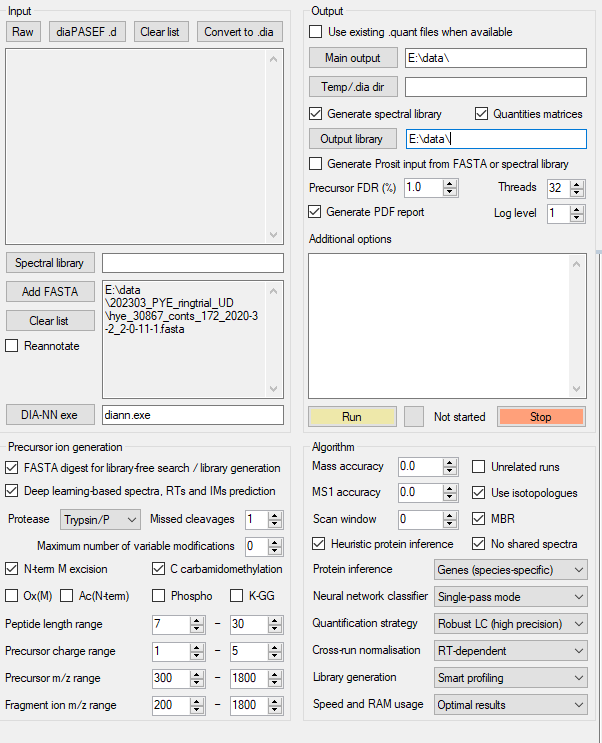 Input
Raw diaPASEF .d Clear list Convert to .dia
Spectral library
Add FASTA
E:\data
\202303_PYE_ringtrial_UD
\hye_30867_conts_172_2020-3
-2_2-0-11-1.fasta
Clear list
Reannotate
DIA-NN exe diann.exe
Output
Use existing .quant files when available
Main output E:\data\
Temp/.dia dir
Generate spectral library Quantities matrices
Output library E:\data\
Generate Prosit input from FASTA or spectral library
Precursor FDR (%) 1.0 Threads 32
Generate PDF report Log level 1
Additional options
Run Not started Stop
Precursor ion generation
FASTA digest for library-free search / library generation
Deep learning-based spectra, RTs and IMs prediction
Protease Trypsin/P Missed cleavages 1
Maximum number of variable modifications 0
N-term M excision C carbamidomethylation
Ox(M) Ac(N-term) Phospho K-GG
Peptide length range 7 - 30
Precursor charge range 1 - 5
Precursor m/z range 300 - 1800
Fragment ion m/z range 200 - 1800
Algorithm
Mass accuracy 0.0 Unrelated runs
MS1 accuracy 0.0 Use isotopologues
Scan window 0 MBR
Heuristic protein inference No shared spectra
Protein inference Genes (species-specific)
Neural network classifier Single-pass mode
Quantification strategy Robust LC (high precision)
Cross-run normalisation RT-dependent
Library generation Smart profiling
Speed and RAM usage Optimal results